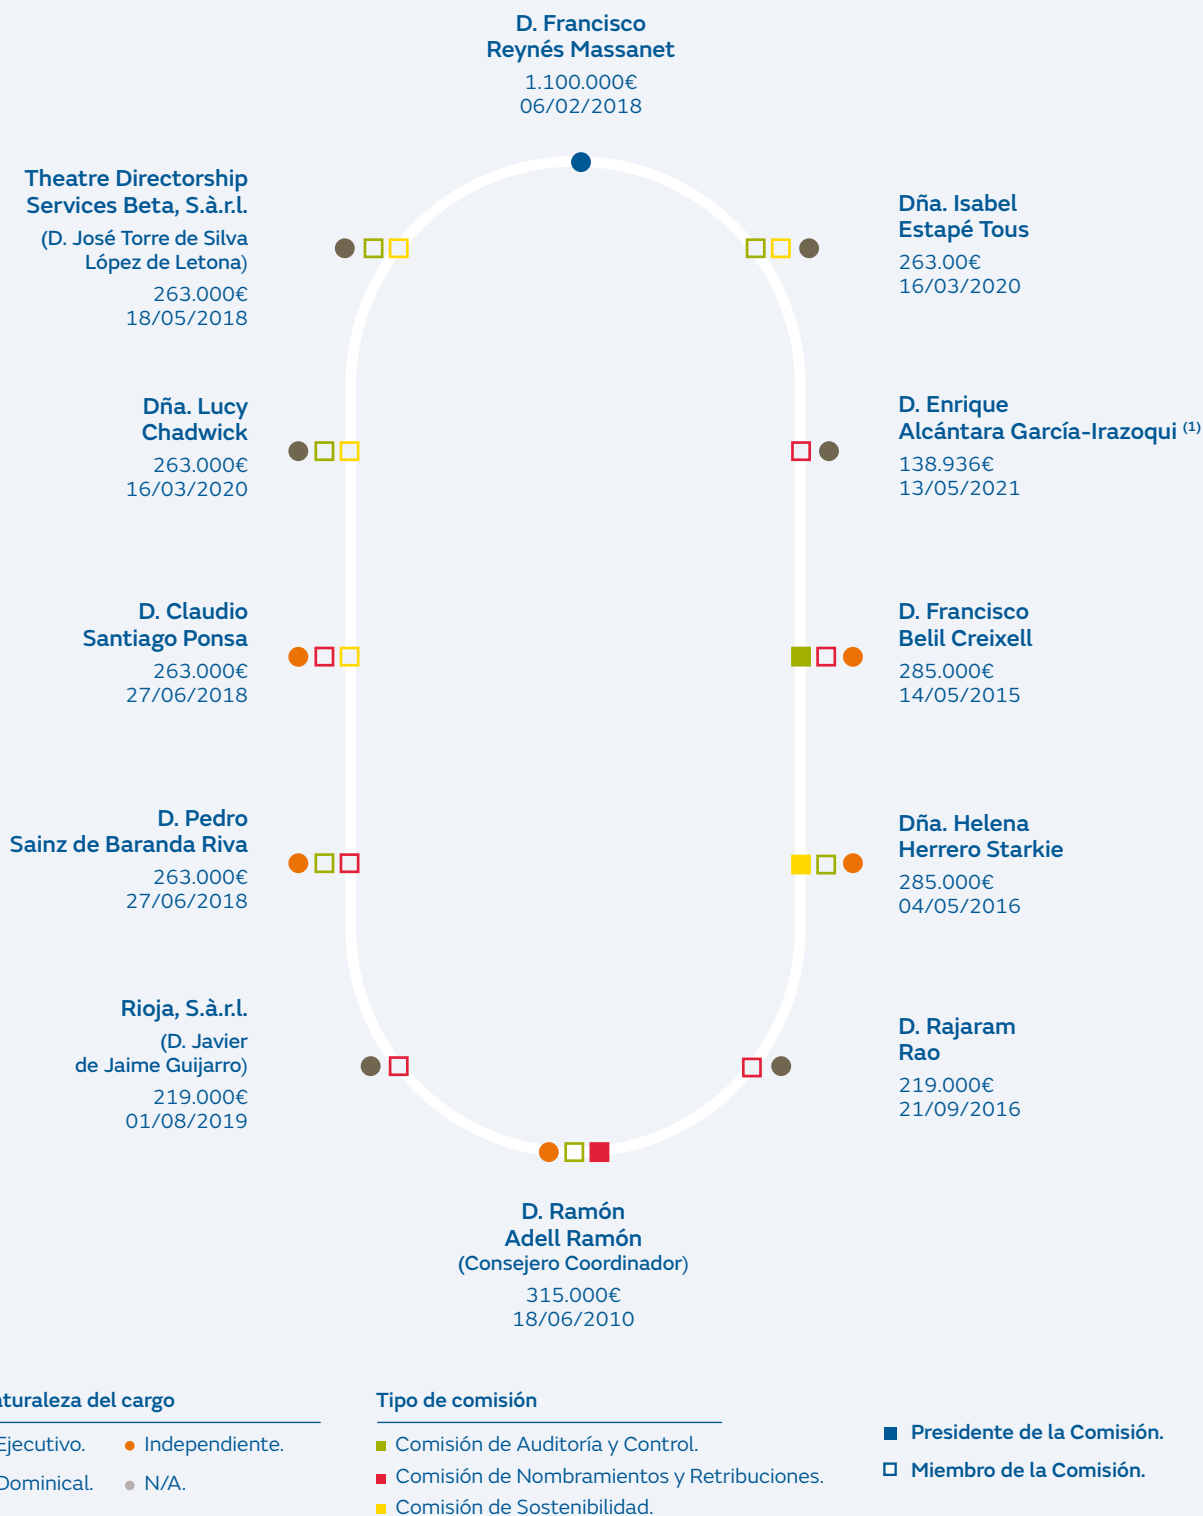 D. Francisco
Reynés Massanet
1.100.000€
06/02/2018
Theatre Directorship
Services Beta, S.à.r.l.
(D. José Torre de Silva
López de Letona)
263.000€
18/05/2018
Dña. Isabel
Estapé Tous
263.00€
16/03/2020
Dña. Lucy
Chadwick
263.000€
16/03/2020
D. Enrique
Alcántara García-Irazoqui (1)
138.936€
13/05/2021
D. Claudio
Santiago Ponsa
263.000€
27/06/2018
D. Francisco
Belil Creixell
285.000€
14/05/2015
D. Pedro
Sainz de Baranda Riva
263.000€
27/06/2018
Dña. Helena
Herrero Starkie
285.000€
04/05/2016
Rioja, S.à.r.l.
(D. Javier
de Jaime Guijarro)
219.000€
01/08/2019
D. Rajaram
Rao
219.000€
21/09/2016
D. Ramón
Adell Ramón
(Consejero Coordinador)
315.000€
18/06/2010
aturaleza del cargo
Ejecutivo.
Independiente.
Dominical.
N/A.
Tipo de comisión
Comisión de Auditoría y Control.
Comisión de Nombramientos y Retribuciones.
Comisión de Sostenibilidad.
Presidente de la Comisión.
Miembro de la Comisión.